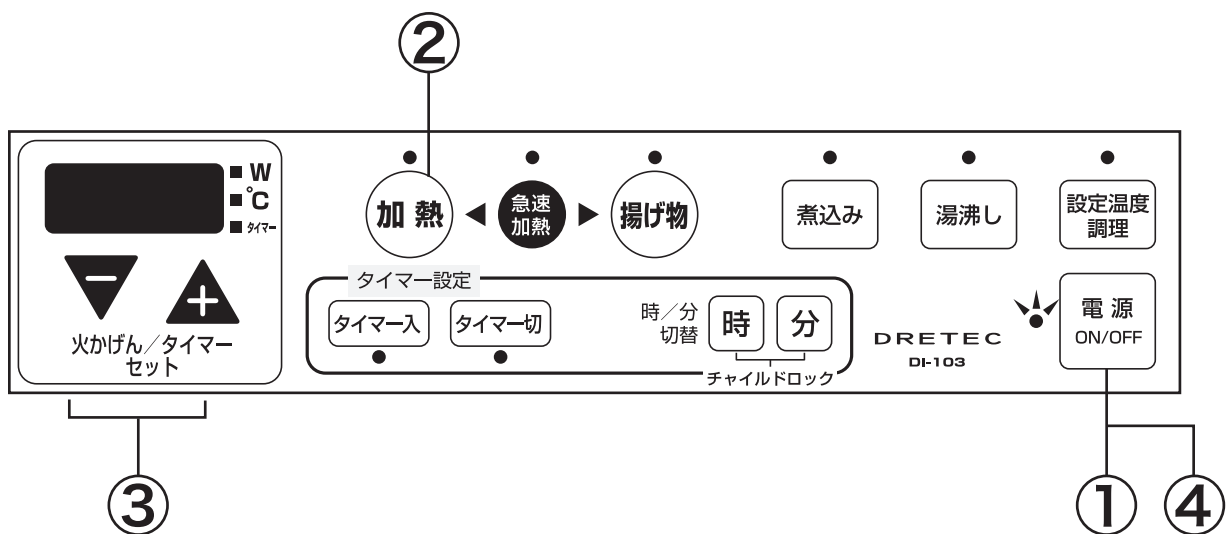 ②
W
℃
タイマー
− +
火かげん／タイマー
セット
加熱 ◀ 急速
加熱 ▶ 揚げ物
煮込み
湯沸し
設定温度
調理
タイマー設定
タイマー入
タイマー切
時／分
切替
時
分
チャイルドロック
DRETEC
DI-103
電源
ON/OFF
③
①
④